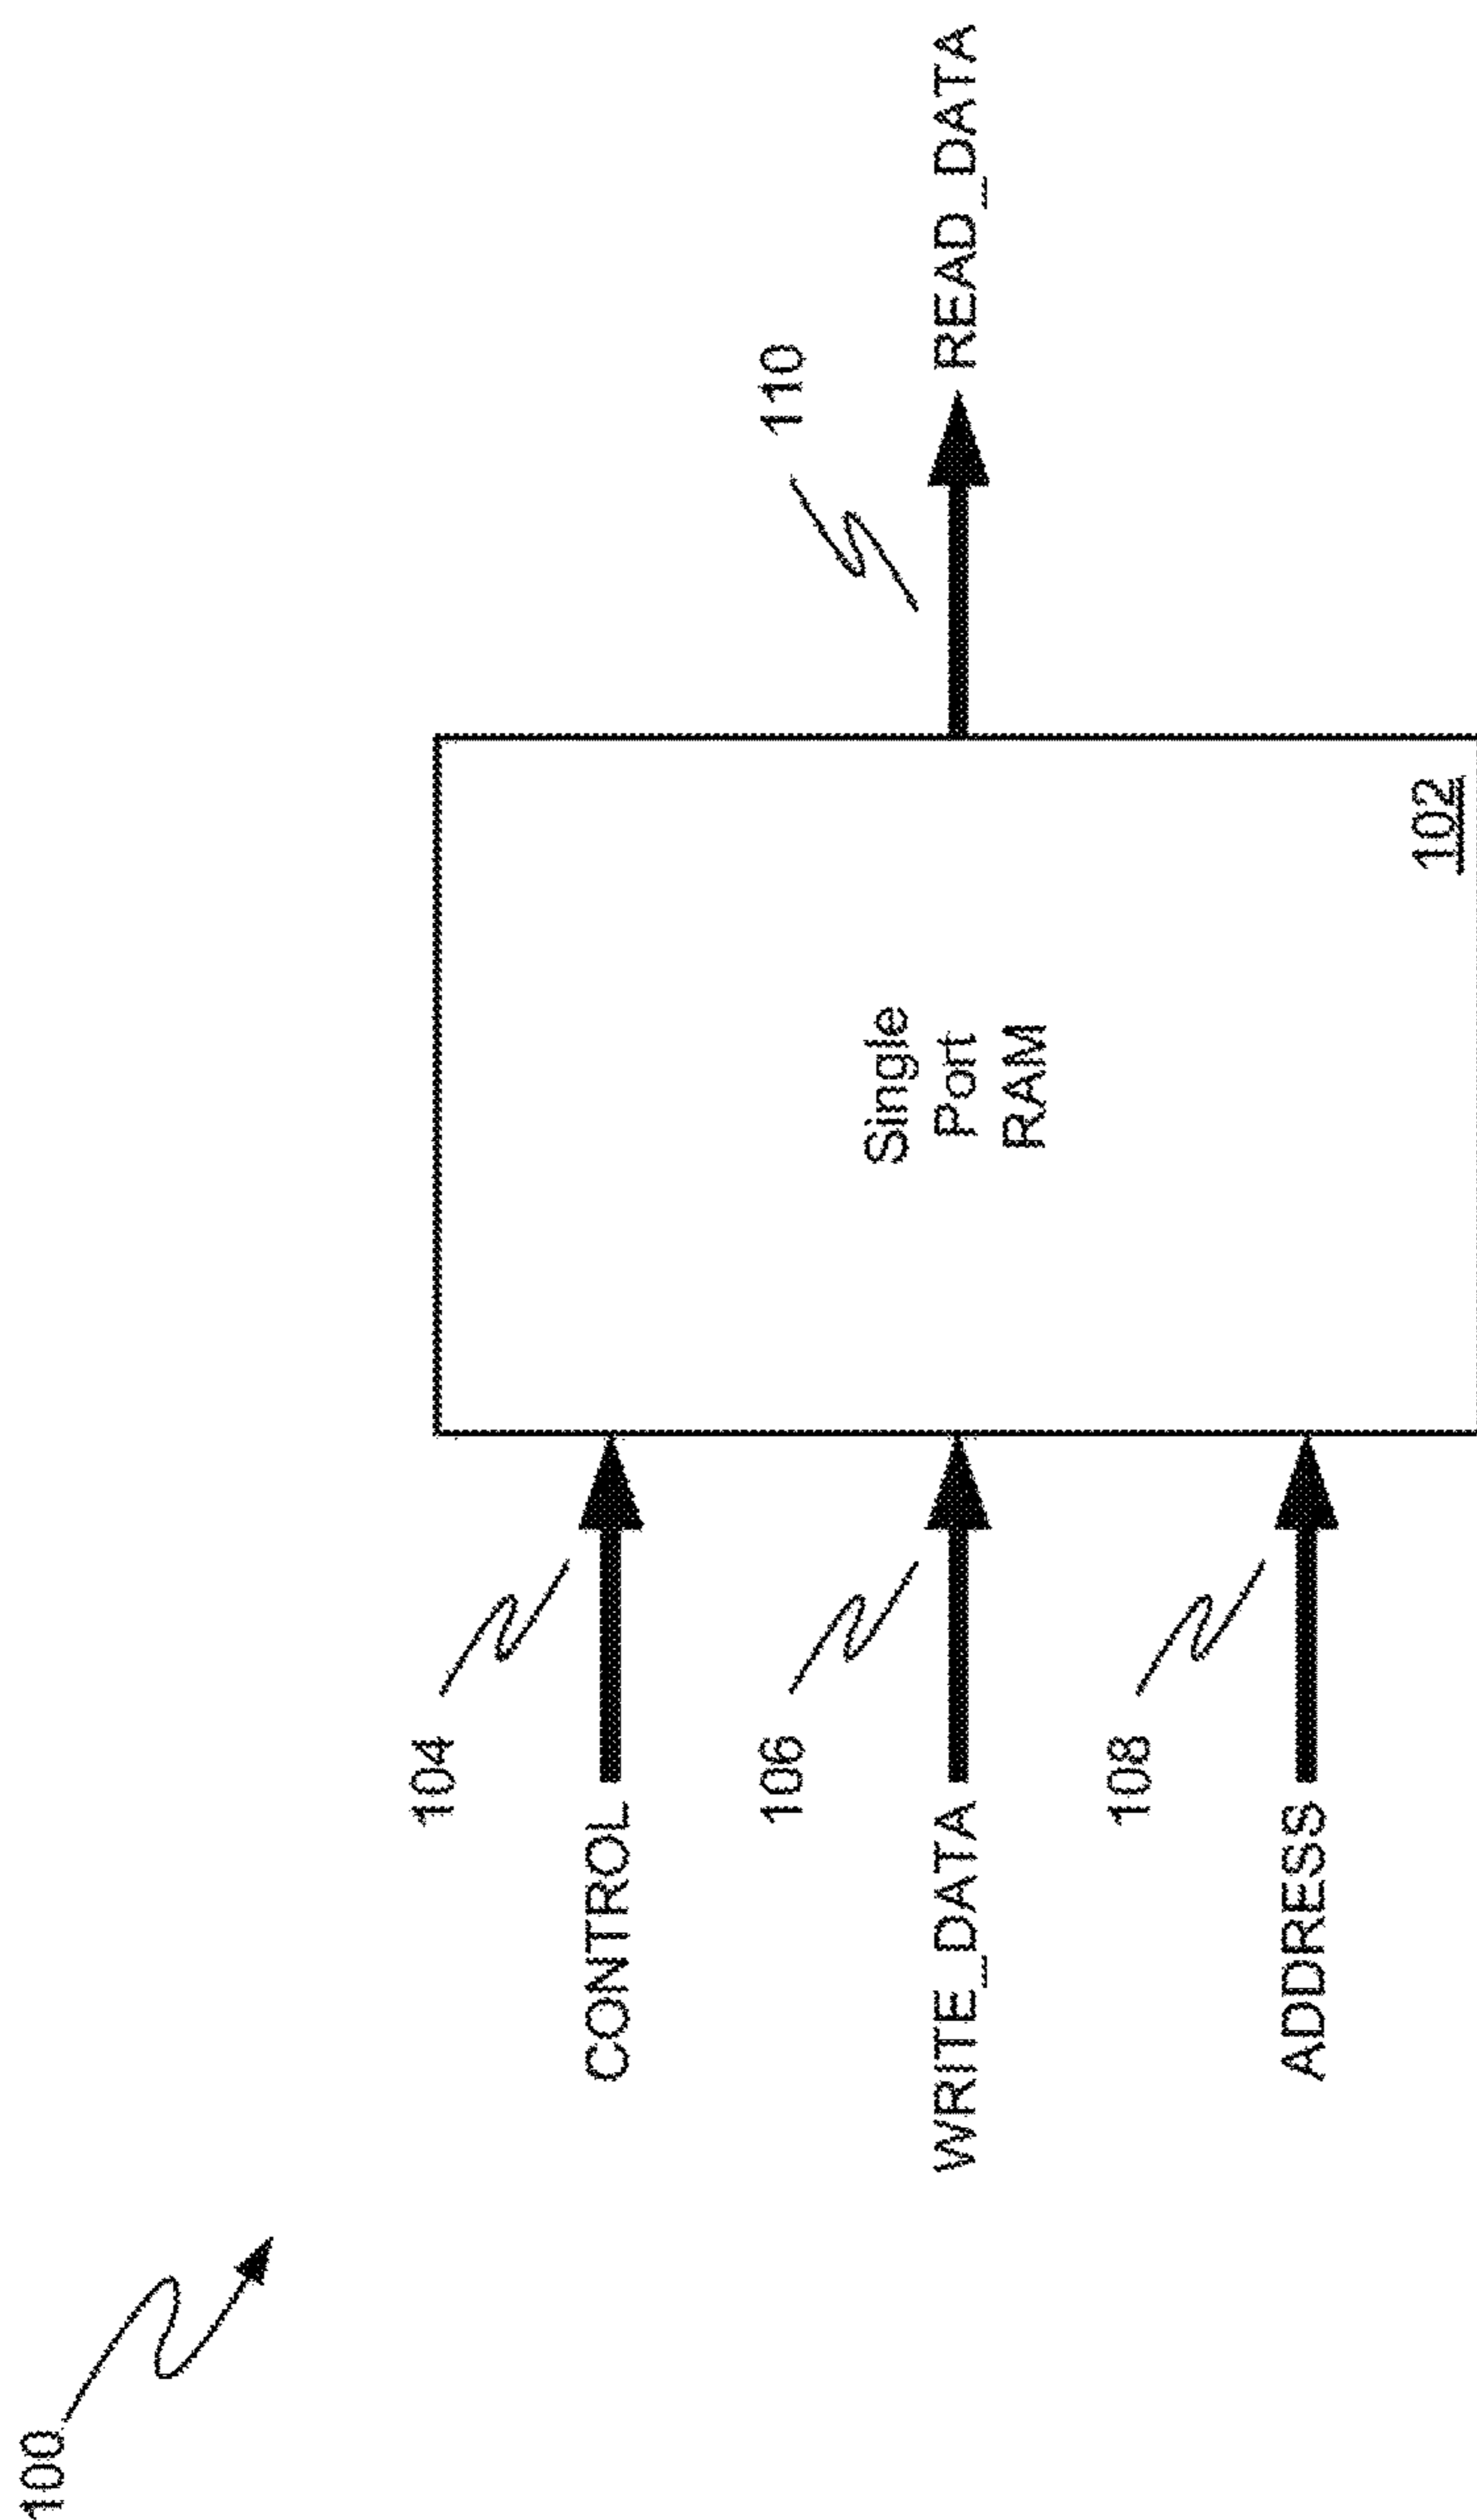 100
104
CONTROL
110
106
WRITE_DATA
Single
Port
RAM
READ_DATA
108
ADDRESS
102